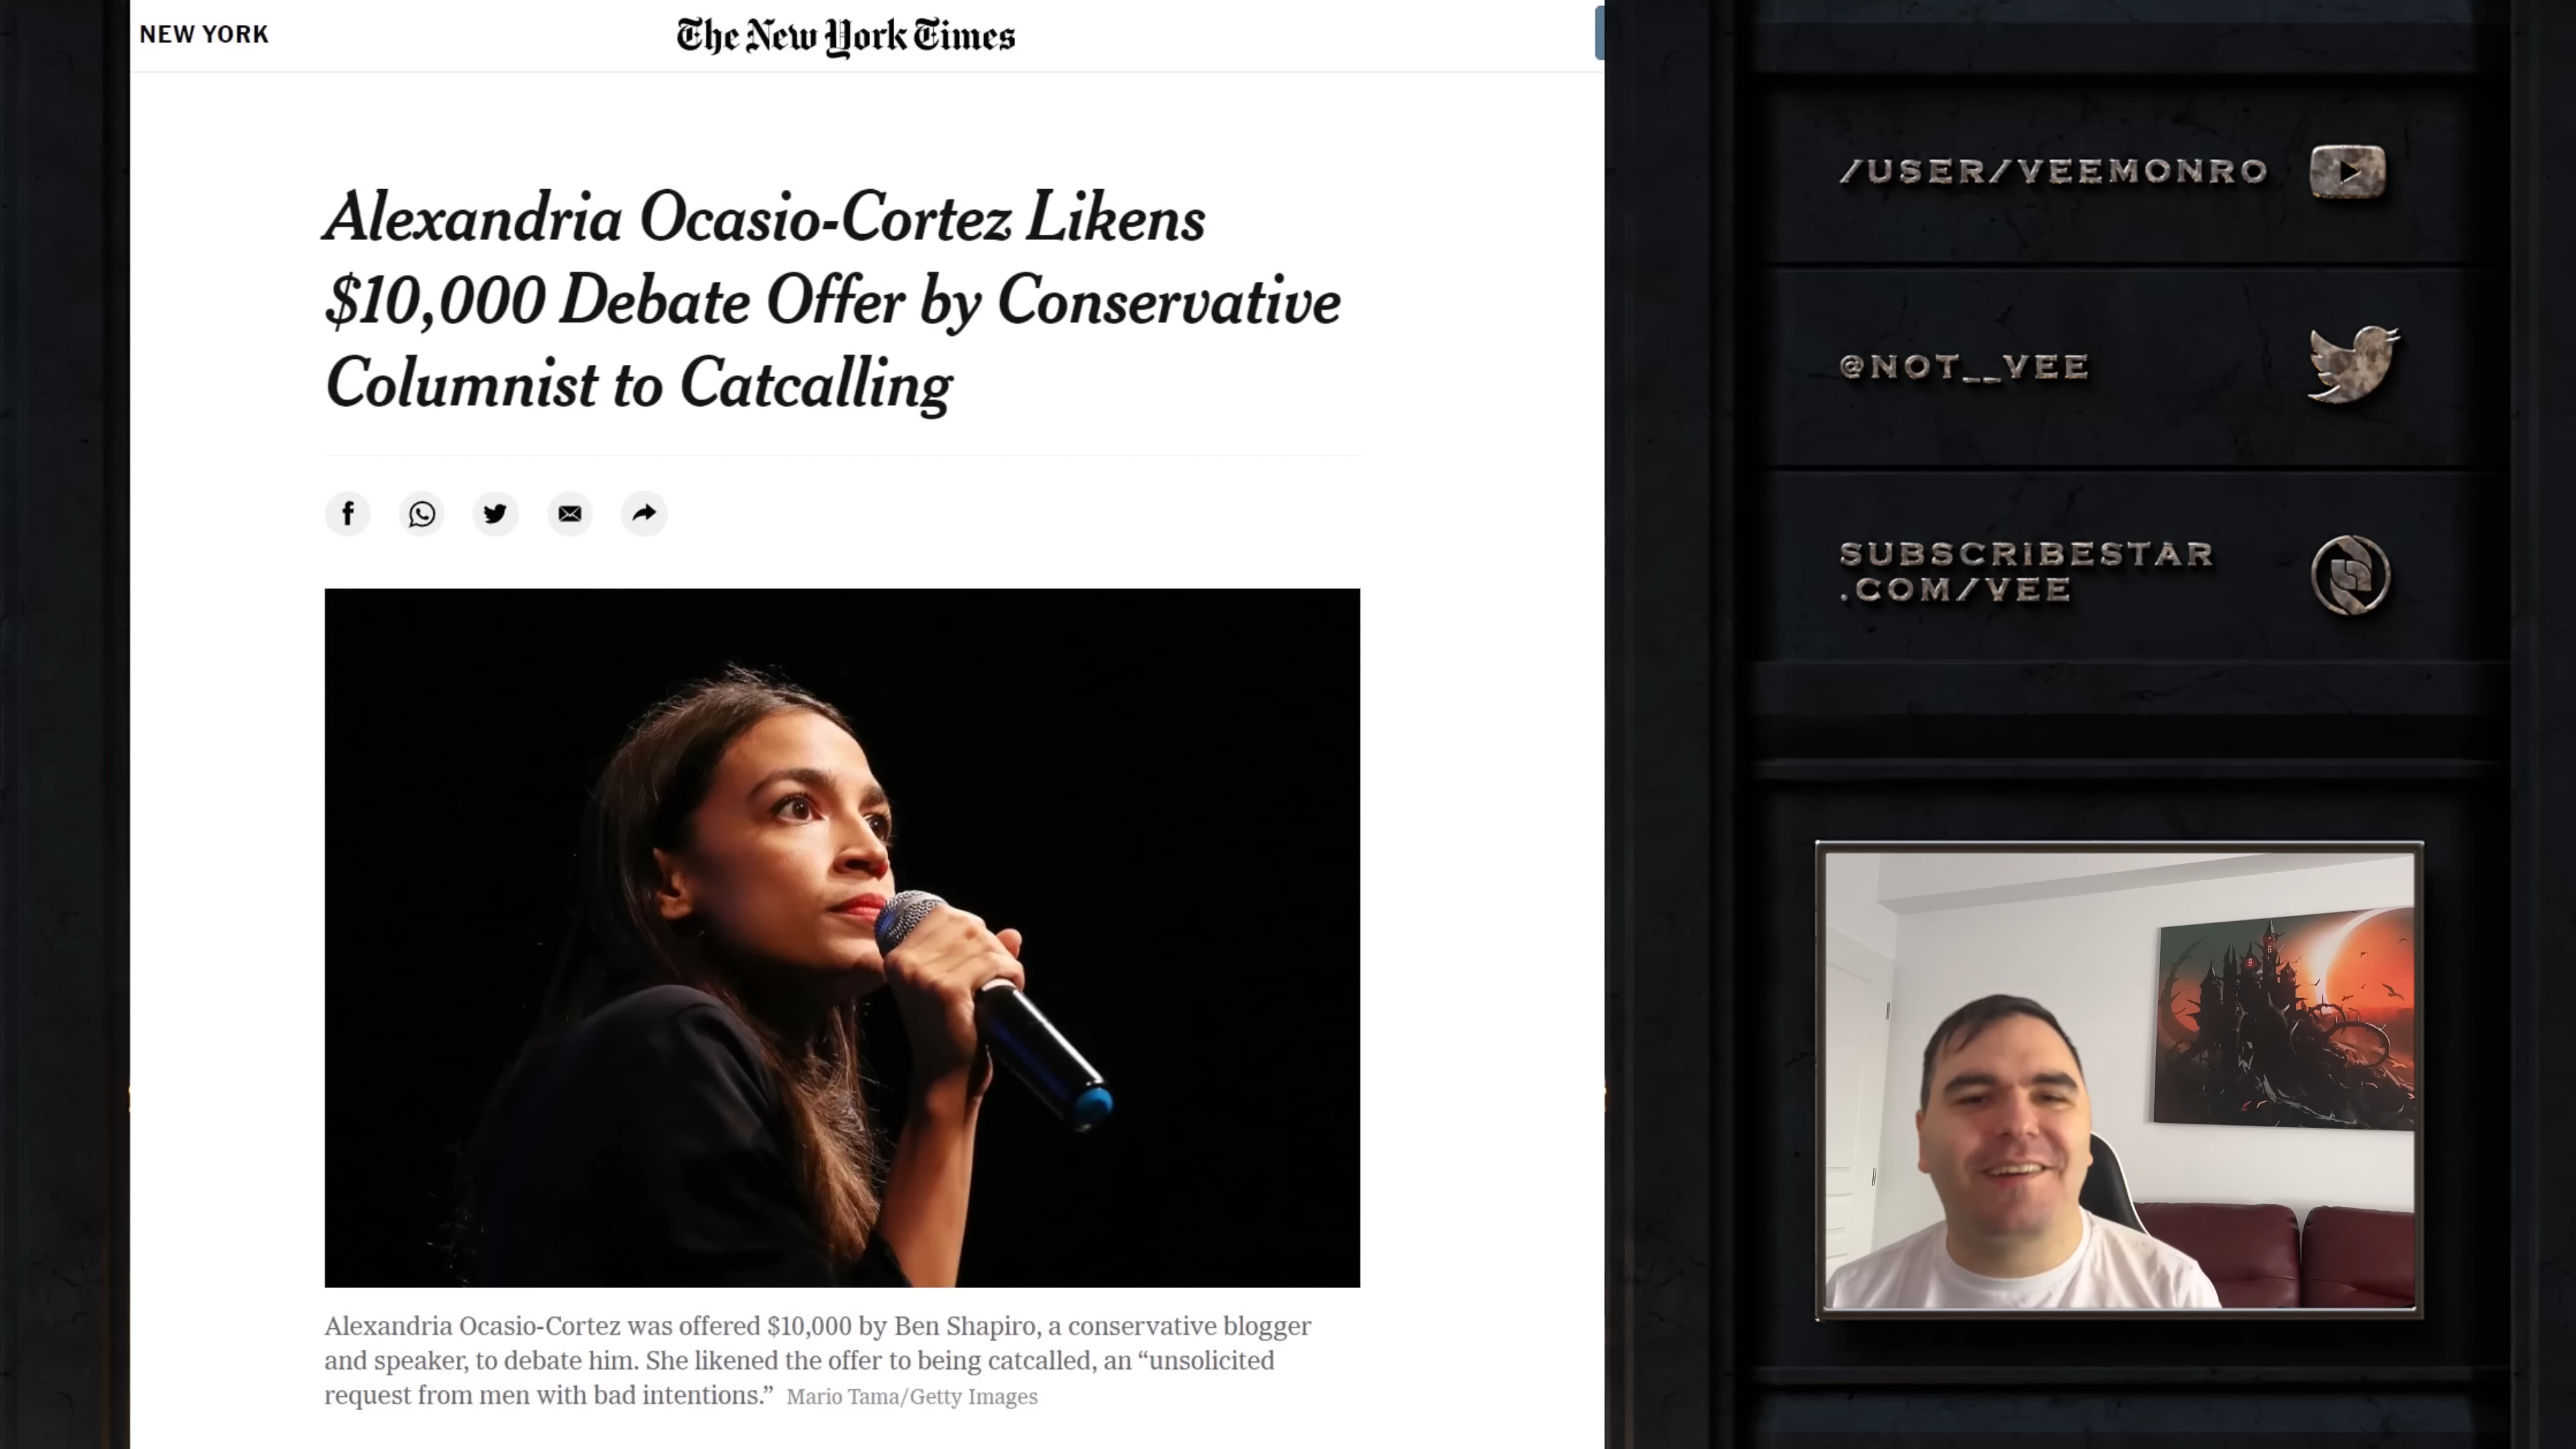 NEW YORK
The New York Times
Alexandria Ocasio-Cortez Likens
$10,000 Debate Offer by Conservative
Columnist to Catcalling
Alexandria Ocasio-Cortez was offered $10,000 by Ben Shapiro, a conservative blogger
and speaker, to debate him. She likened the offer to being catcalled, an “unsolicited
request from men with bad intentions.” Mario Tama/Getty Images
/USER/VEEMONRO
@NOT__VEE
SUBSCRIBESTAR
.COM/VEE